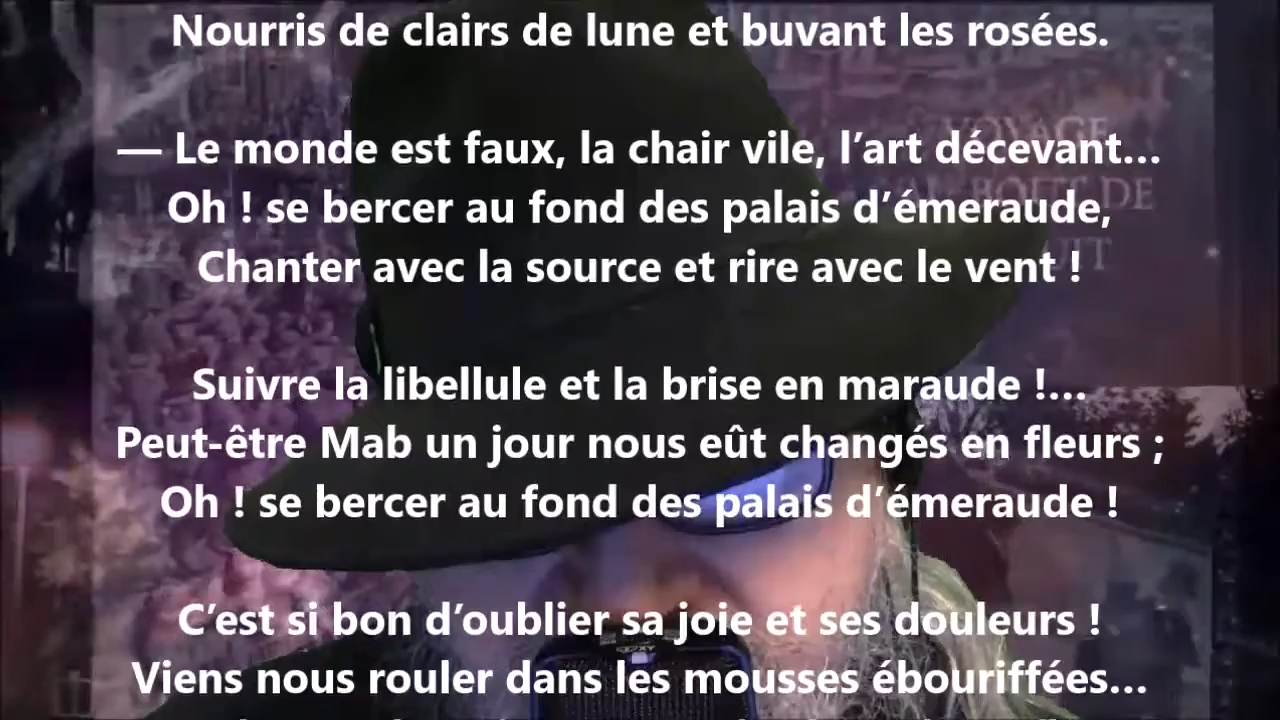 Nourris de clairs de lune et buvant les rosées.
— Le monde est faux, la chair vile, l’art décevant…
Oh ! se bercer au fond des palais d’émeraude,
Chanter avec la source et rire avec le vent !
Suivre la libellule et la brise en maraude !…
Peut-être Mab un jour nous eût changés en fleurs ;
Oh ! se bercer au fond des palais d’émeraude !
C’est si bon d’oublier sa joie et ses douleurs !
Viens nous rouler dans les mousses ébouriffées…
VOYAGE
AU BOUT DE